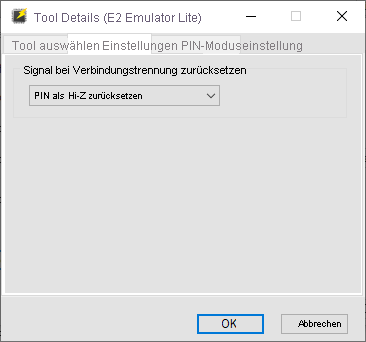 Tool Details (E2 Emulator Lite)
Tool auswählen Einstellungen PIN-Moduseinstellung
Signal bei Verbindungstrennung zurücksetzen
PIN als Hi-Z zurücksetzen
OK Abbrechen